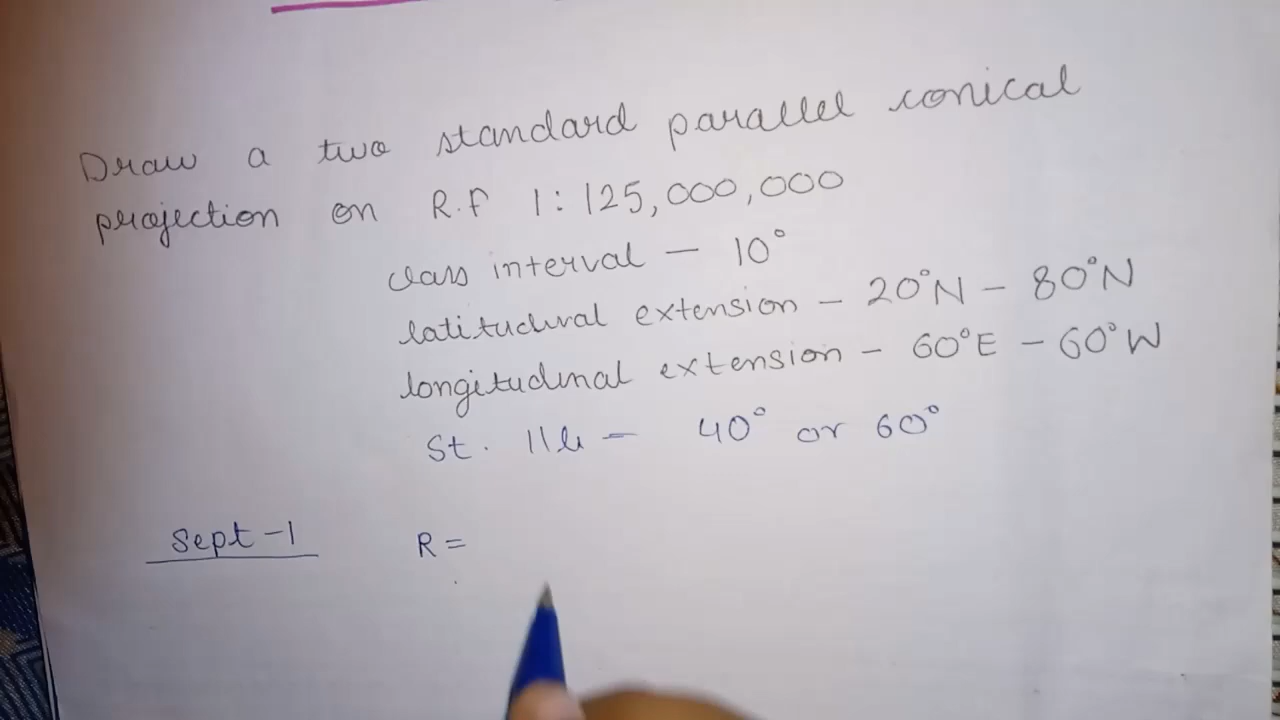 Draw a two standard parallel conical
projection on R.f 1:125,000,000
class interval — 10°
latitudinal extension – 20°N – 80°N
longitudinal extension – 60°E – 60°W
St. 11le – 40° or 60°
Sept -1 R =